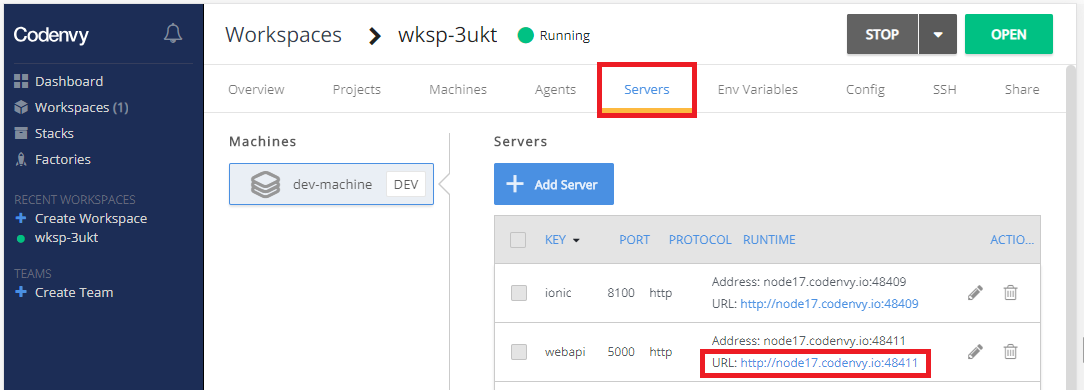 Codenvy
Dashboard
Workspaces (1)
Stacks
Factories
RECENT WORKSPACES
+ Create Workspace
wksp-3ukt
TEAMS
+ Create Team
Workspaces > wksp-3ukt Running
STOP
OPEN
Overview Projects Machines Agents Servers Env Variables Config SSH Share
Machines
dev-machine DEV
Servers
+ Add Server
KEY PORT PROTOCOL RUNTIME ACTIO...
ionic 8100 http
Address: node17.codenvy.io:48409
URL: http://node17.codenvy.io:48409
webapi 5000 http
Address: node17.codenvy.io:48411
URL: http://node17.codenvy.io:48411